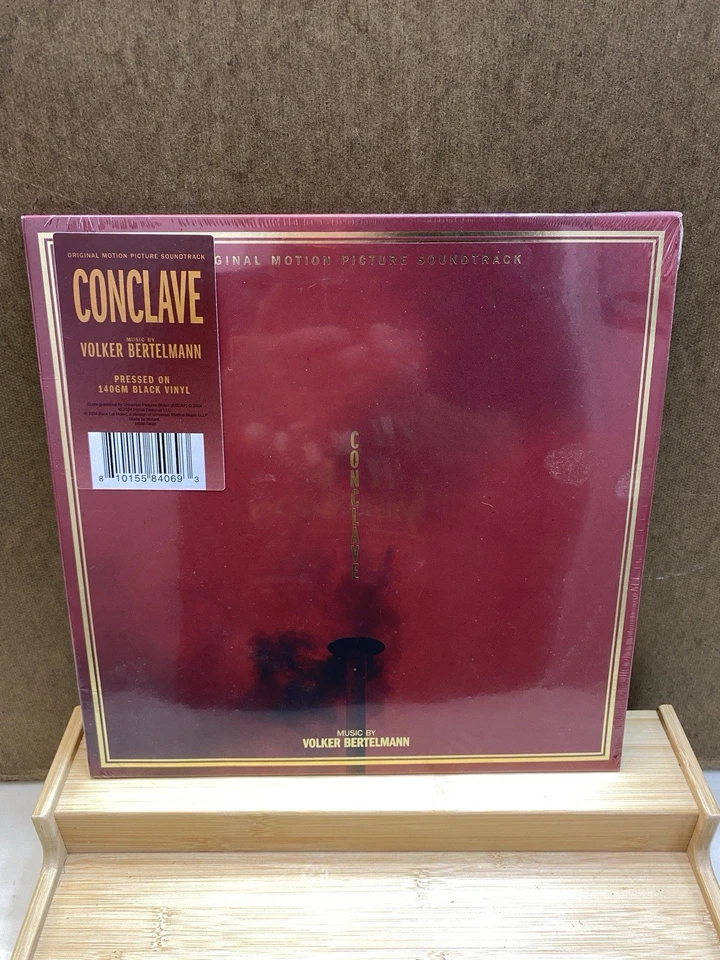 ORIGINAL MOTION PICTURE SOUNDTRACK
CONCLAVE
MUSIC BY
VOLKER BERTELMANN
PRESSED ON
140GM BLACK VINYL
8 10155 84069 3
GINAL MOTION PICTURE SOUNDTRACK
CONCLAVE
MUSIC BY
VOLKER BERTELMANN